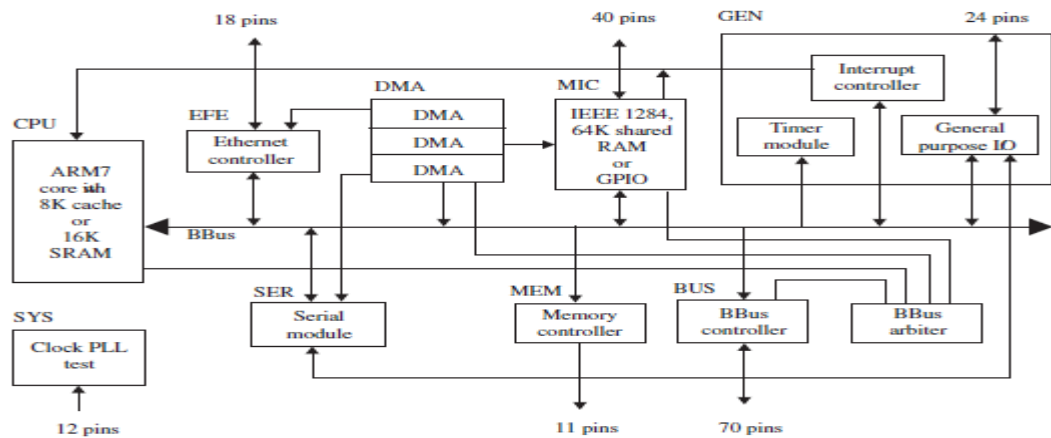 18 pins
40 pins
GEN
24 pins
CPU
EFE
DMA
MIC
Interrupt
controller
ARM7
core ith
8K cache
or
16K
SRAM
Ethernet
controller
DMA
DMA
DMA
IEEE 1284,
64K shared
RAM
or
GPIO
Timer
module
General
purpose I/O
BBus
SYS
SER
MEM
BUS
Clock PLL
test
Serial
module
Memory
controller
BBus
controller
BBus
arbiter
12 pins
11 pins
70 pins